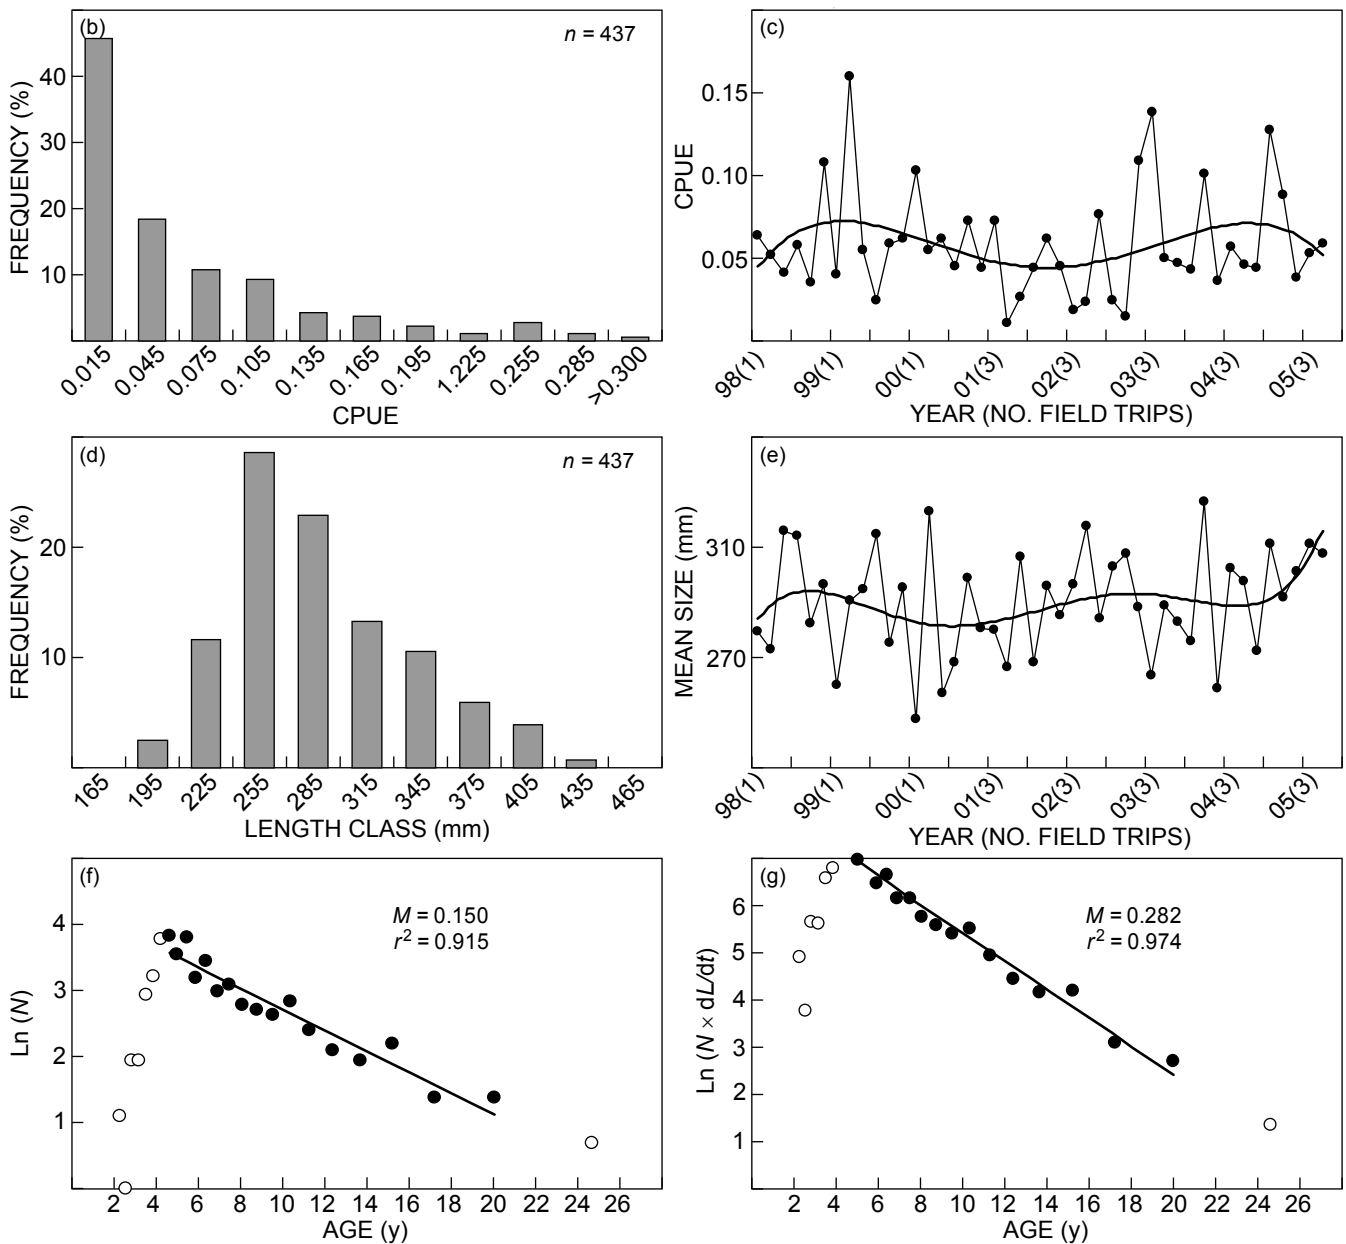 (b)
n = 437
FREQUENCY (%)
40
30
20
10
0.015 0.045 0.075 0.105 0.135 0.165 0.195 1.225 0.255 0.285 >0.300
CPUE
(c)
CPUE
0.15
0.10
0.05
98(1) 99(1) 00(1) 01(3) 02(3) 03(3) 04(3) 05(3)
YEAR (NO. FIELD TRIPS)
(d)
n = 437
FREQUENCY (%)
20
10
165 195 225 255 285 315 345 375 405 435 465
LENGTH CLASS (mm)
(e)
MEAN SIZE (mm)
310
270
98(1) 99(1) 00(1) 01(3) 02(3) 03(3) 04(3) 05(3)
YEAR (NO. FIELD TRIPS)
(f)
M = 0.150
r² = 0.915
Ln (N)
4
3
2
1
2 4 6 8 10 12 14 16 18 20 22 24 26
AGE (y)
(g)
M = 0.282
r² = 0.974
Ln (N × dL/dt)
6
5
4
3
2
1
2 4 6 8 10 12 14 16 18 20 22 24 26
AGE (y)